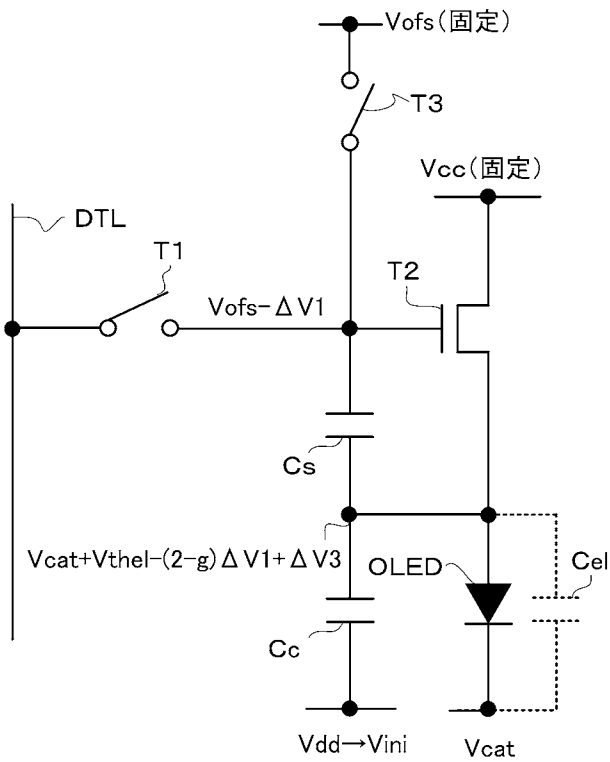 Vofs(固定)
T3
Vcc(固定)
DTL
T1
T2
Vofs-ΔV1
Cs
Vcat+Vthel-(2-g)ΔV1+ΔV3
OLED
Cel
Cc
Vdd→Vini
Vcat